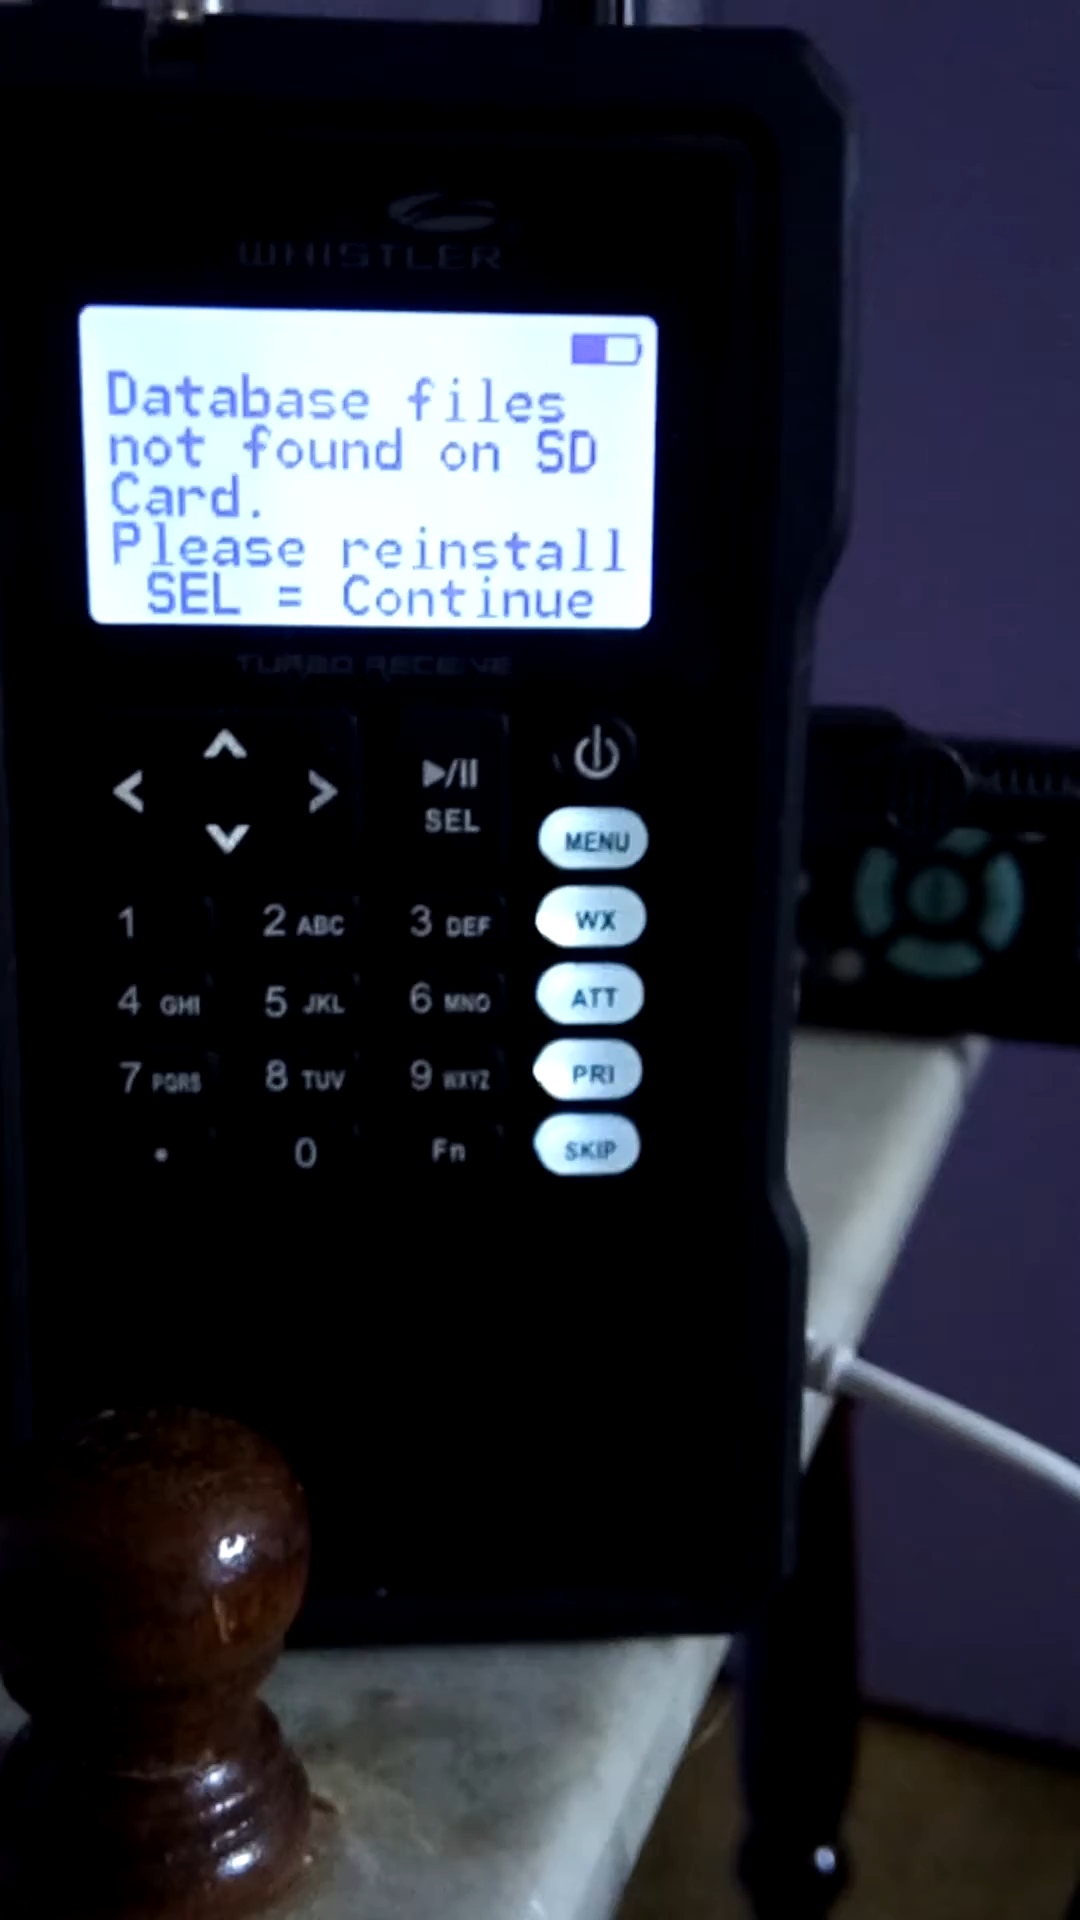 WHISTLER
Database files
not found on SD
Card.
Please reinstall
SEL = Continue
TURBO RECEIVE
SEL
MENU
1
2 ABC
3 DEF
WX
4 GHI
5 JKL
6 MNO
ATT
7 PQRS
8 TUV
9 WXYZ
PRI
.
0
Fn
SKIP